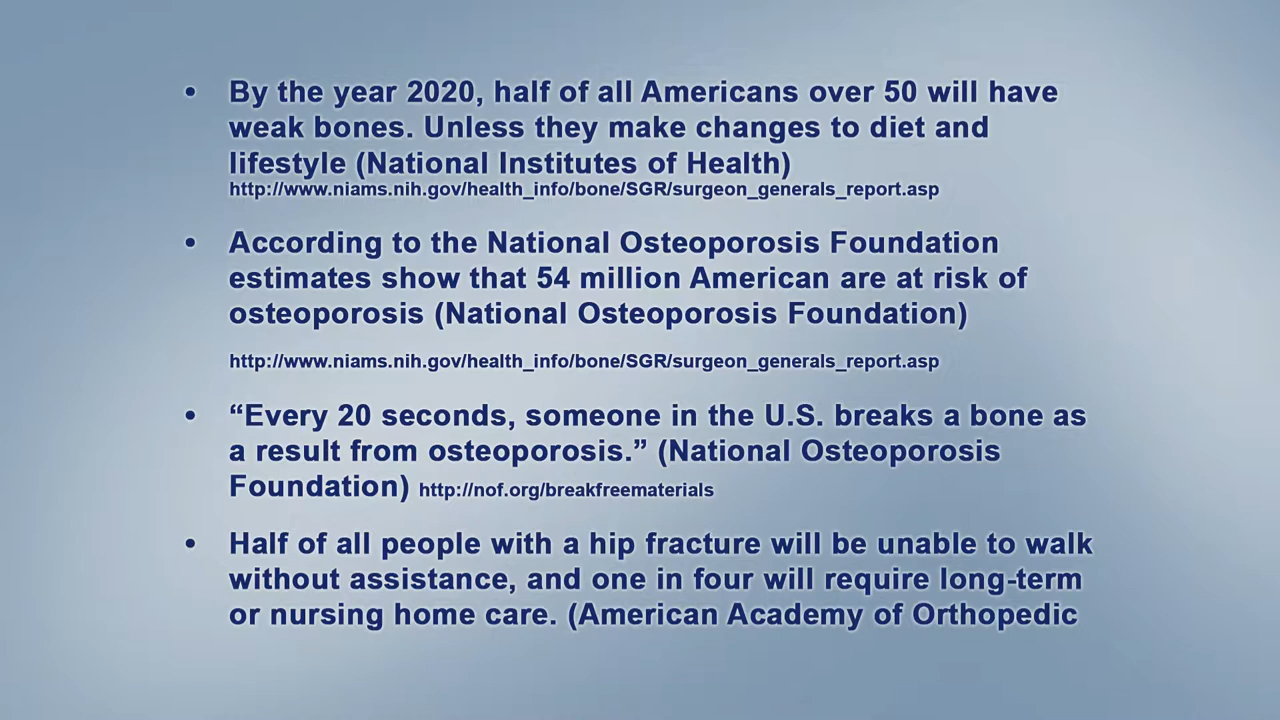 • By the year 2020, half of all Americans over 50 will have
weak bones. Unless they make changes to diet and
lifestyle (National Institutes of Health)
http://www.niams.nih.gov/health_info/bone/SGR/surgeon_generals_report.asp
• According to the National Osteoporosis Foundation
estimates show that 54 million American are at risk of
osteoporosis (National Osteoporosis Foundation)
http://www.niams.nih.gov/health_info/bone/SGR/surgeon_generals_report.asp
• “Every 20 seconds, someone in the U.S. breaks a bone as
a result from osteoporosis.” (National Osteoporosis
Foundation) http://nof.org/breakfreematerials
• Half of all people with a hip fracture will be unable to walk
without assistance, and one in four will require long-term
or nursing home care. (American Academy of Orthopedic